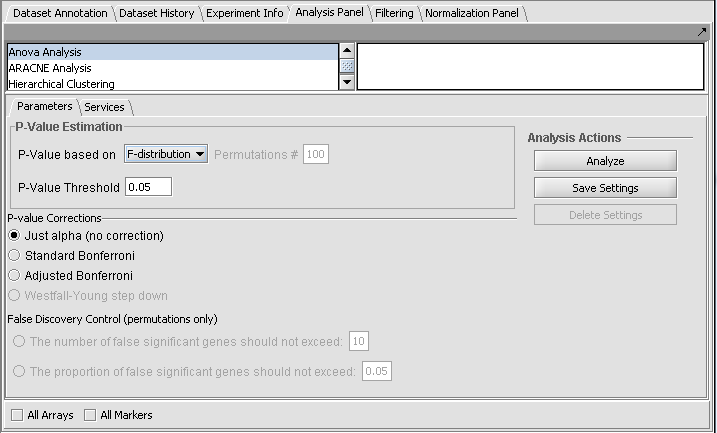 Dataset Annotation Dataset History Experiment Info Analysis Panel Filtering Normalization Panel
Anova Analysis
ARACNE Analysis
Hierarchical Clustering
Parameters Services
P-Value Estimation
P-Value based on F-distribution Permutations # 100
P-Value Threshold 0.05
Analysis Actions
Analyze
Save Settings
Delete Settings
P-value Corrections
Just alpha (no correction)
Standard Bonferroni
Adjusted Bonferroni
Westfall-Young step down
False Discovery Control (permutations only)
The number of false significant genes should not exceed: 10
The proportion of false significant genes should not exceed: 0.05
All Arrays All Markers